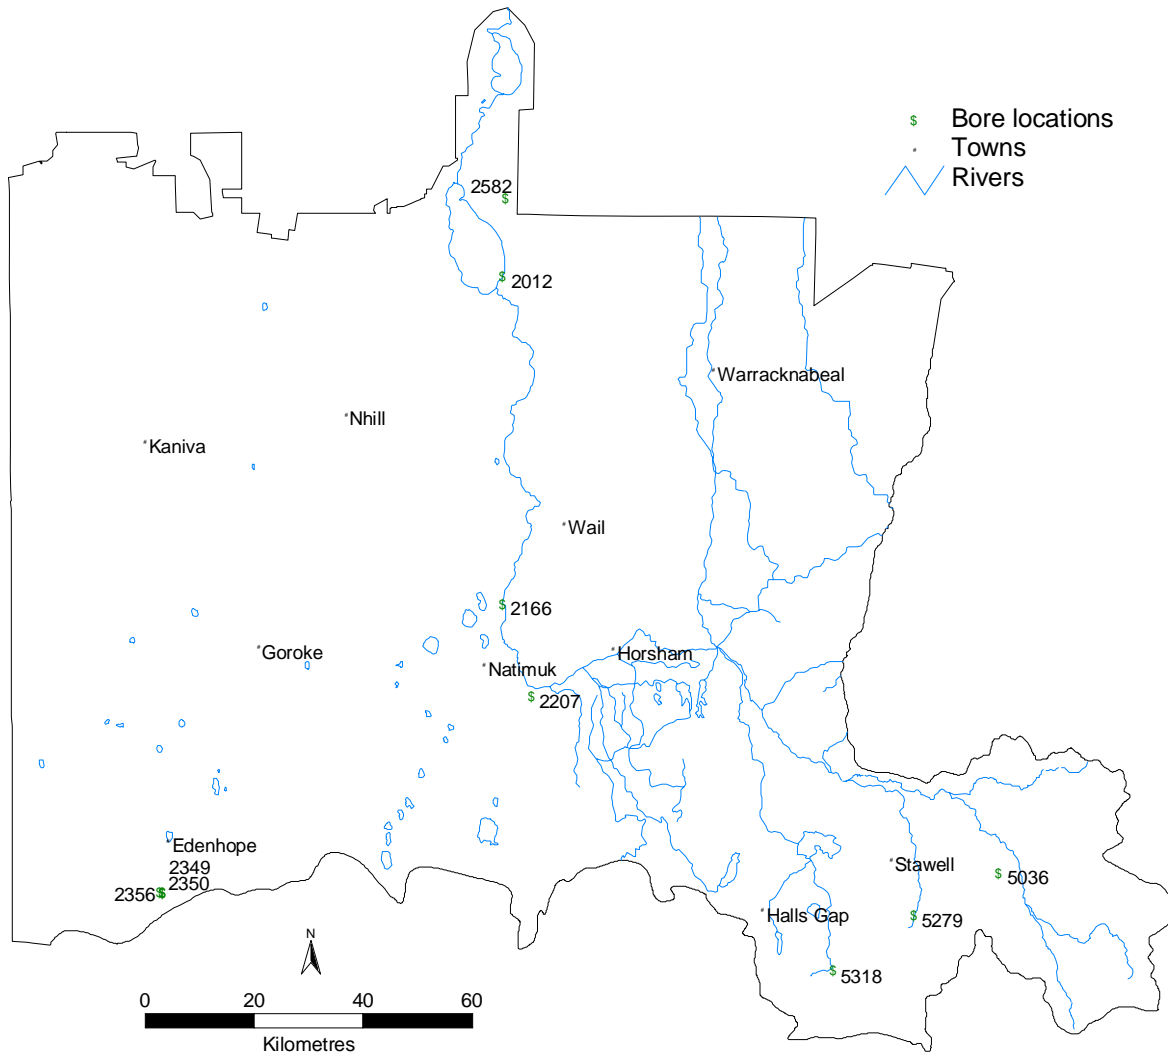 $ Bore locations
Towns
Rivers
2582
$
$ 2012
Warracknabeal
Nhill
Kaniva
Wail
$ 2166
Goroke
Horsham
Natimuk
$ 2207
Edenhope
2349
2350
2356 $
Stawell
$ 5036
Halls Gap
$ 5279
$ 5318
N
0 20 40 60
Kilometres